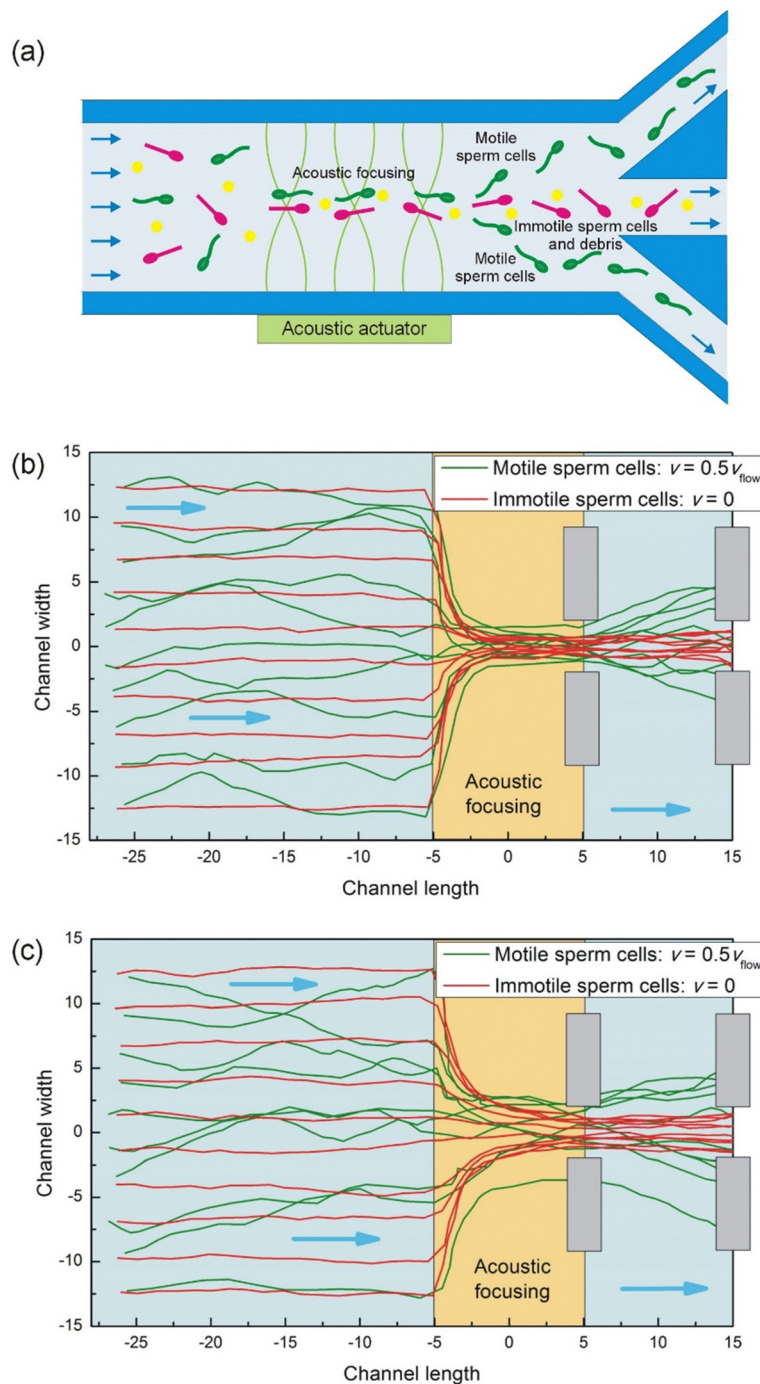 (a)
Motile
sperm cells
Acoustic focusing
Immotile sperm cells
and debris
Motile
sperm cells
Acoustic actuator
(b)
15
10
5
0
-5
-10
-15
Channel width
Motile sperm cells: v = 0.5v_flow
Immotile sperm cells: v = 0
Acoustic
focusing
-25 -20 -15 -10 -5 0 5 10 15
Channel length
(c)
15
10
5
0
-5
-10
-15
Channel width
Motile sperm cells: v = 0.5v_flow
Immotile sperm cells: v = 0
Acoustic
focusing
-25 -20 -15 -10 -5 0 5 10 15
Channel length